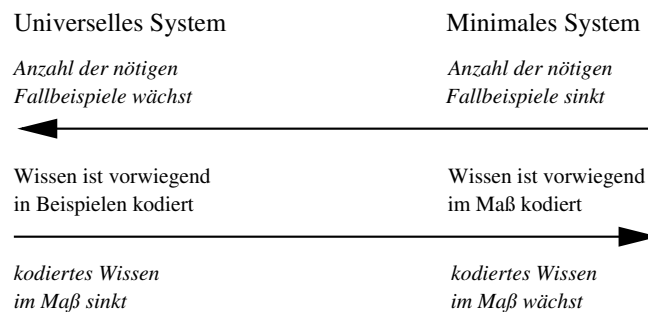 Universelles System
Minimales System
Anzahl der nötigen
Fallbeispiele wächst
Anzahl der nötigen
Fallbeispiele sinkt
Wissen ist vorwiegend
in Beispielen kodiert
Wissen ist vorwiegend
im Maß kodiert
kodiertes Wissen
im Maß sinkt
kodiertes Wissen
im Maß wächst